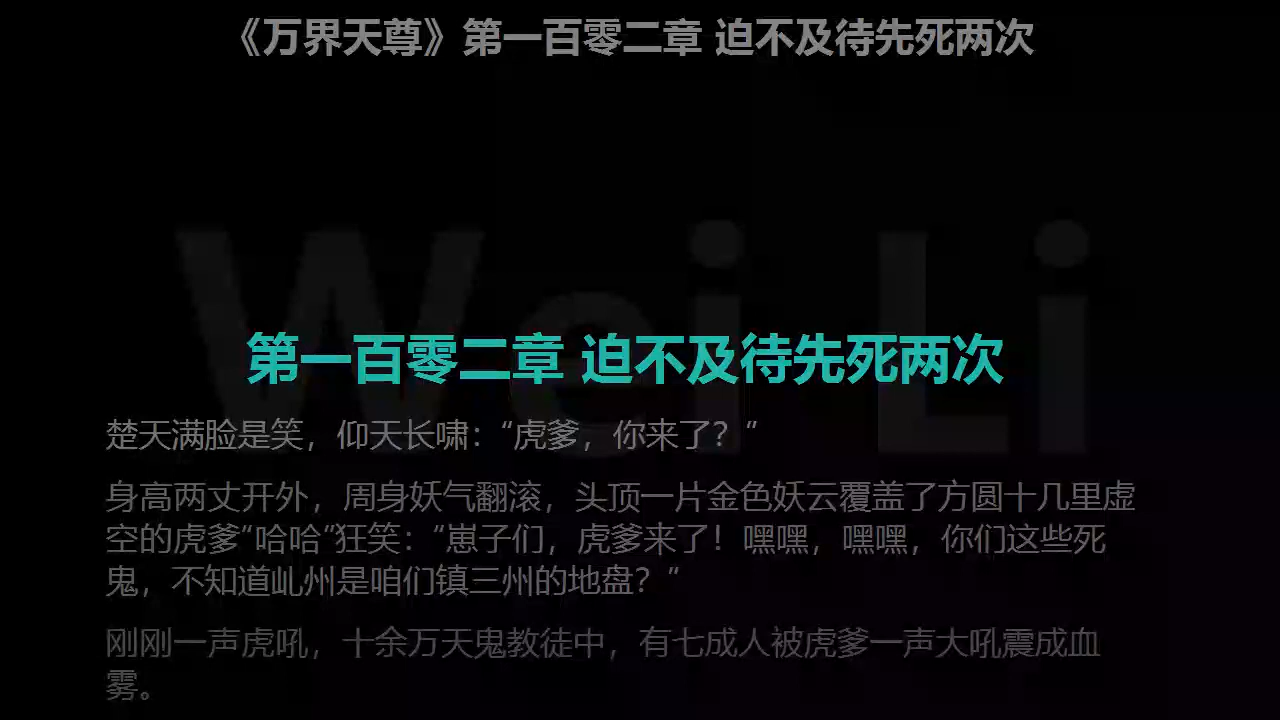 《万界天尊》第一百零二章 迫不及待先死两次
Wei Li
第一百零二章 迫不及待先死两次
楚天满脸是笑，仰天长啸：“虎爹，你来了？”
身高两丈开外，周身妖气翻滚，头顶一片金色妖云覆盖了方圆十几里虚
空的虎爹“哈哈”狂笑：“崽子们，虎爹来了！嘿嘿，嘿嘿，你们这些死
鬼，不知道乢州是咱们镇三州的地盘？”
刚刚一声虎吼，十余万天鬼教徒中，有七成人被虎爹一声大吼震成血
雾。